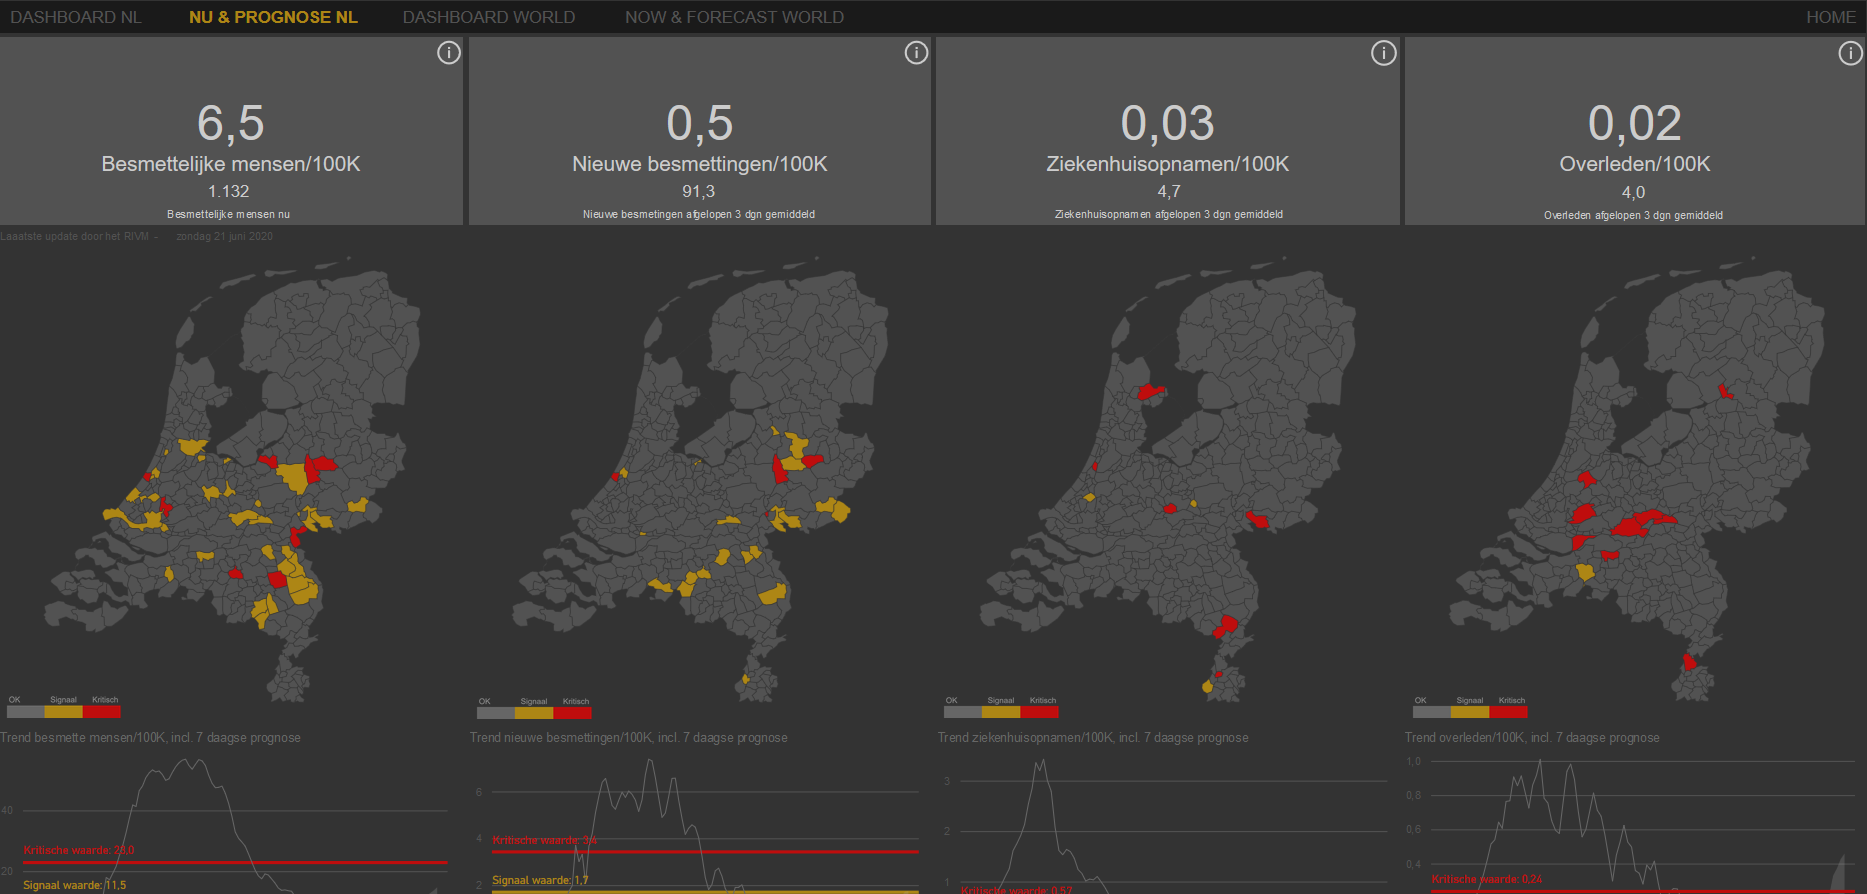 DASHBOARD NL NU & PROGNOSE NL DASHBOARD WORLD NOW & FORECAST WORLD HOME
6,5
Besmettelijke mensen/100K
1.132
Besmettelijke mensen nu
0,5
Nieuwe besmettingen/100K
91,3
Nieuwe besmetingen afgelopen 3 dgn gemiddeld
0,03
Ziekenhuisopnamen/100K
4,7
Ziekenhuisopnamen afgelopen 3 dgn gemiddeld
0,02
Overleden/100K
4,0
Overleden afgelopen 3 dgn gemiddeld
Laaatste update door het RIVM - zondag 21 juni 2020
OK Signaal Kritisch
OK Signaal Kritisch
OK Signaal Kritisch
OK Signaal Kritisch
Trend besmette mensen/100K, incl. 7 daagse prognose
40
Kritische waarde: 23,0
20
Signaal waarde: 11,5
Trend nieuwe besmettingen/100K, incl. 7 daagse prognose
6
4
Kritische waarde: 3,4
Signaal waarde: 1,7
2
Trend ziekenhuisopnamen/100K, incl. 7 daagse prognose
3
2
1
Kritische waarde: 0,57
Trend overleden/100K, incl. 7 daagse prognose
1,0
0,8
0,6
0,4
Kritische waarde: 0,24